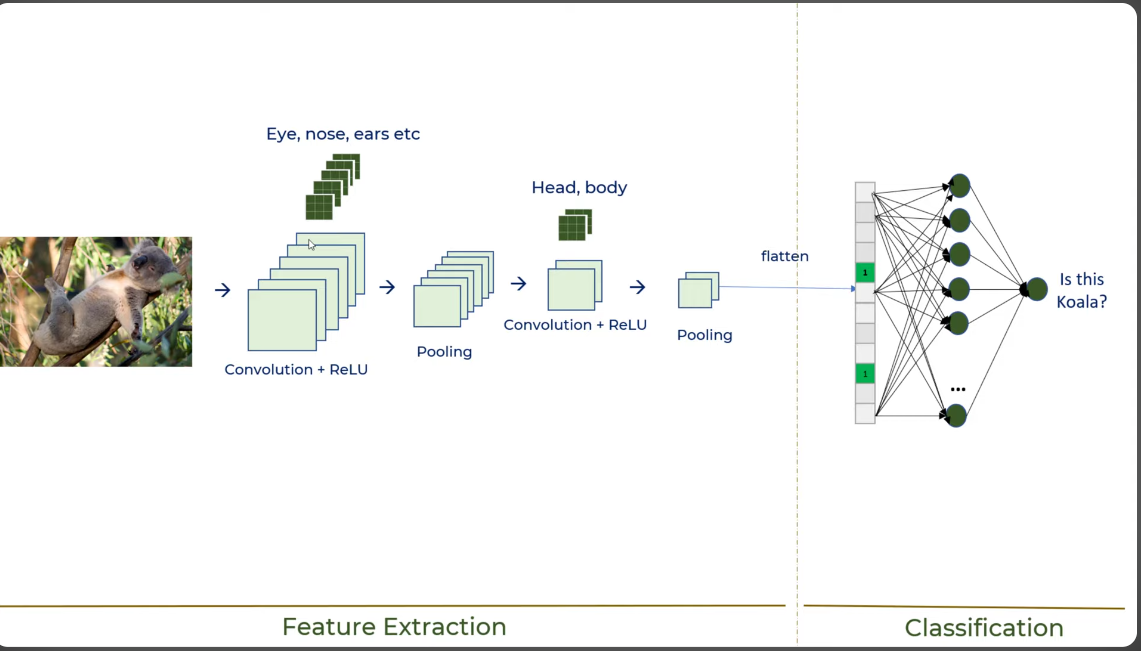 Eye, nose, ears etc
Head, body
flatten
1
1
Is this
Koala?
Convolution + ReLU
Pooling
Convolution + ReLU
Pooling
...
Feature Extraction
Classification